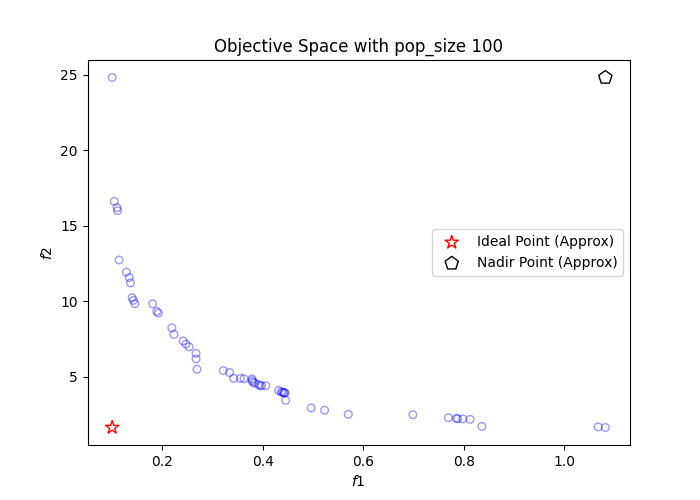 Objective Space with pop_size 100
25
20
15
10
5
f2
Ideal Point (Approx)
Nadir Point (Approx)
0.2 0.4 0.6 0.8 1.0
f1